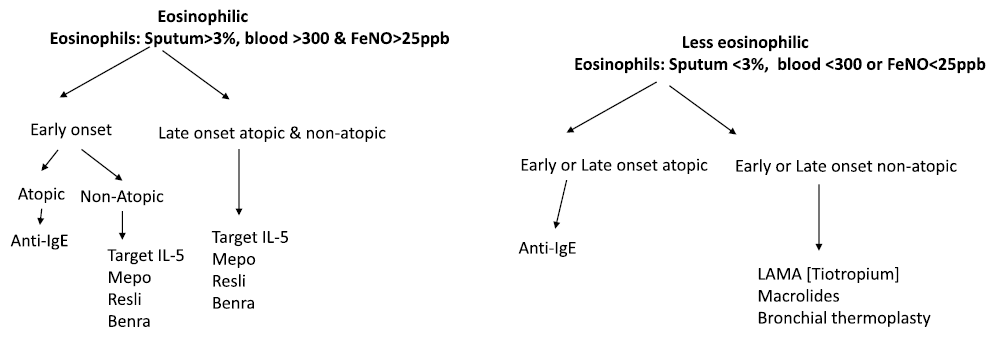 Eosinophilic
Eosinophils: Sputum>3%, blood >300 & FeNO>25ppb
Early onset
Late onset atopic & non-atopic
Atopic
Non-Atopic
Anti-IgE
Target IL-5
Mepo
Resli
Benra
Target IL-5
Mepo
Resli
Benra
Less eosinophilic
Eosinophils: Sputum <3%, blood <300 or FeNO<25ppb
Early or Late onset atopic
Early or Late onset non-atopic
Anti-IgE
LAMA [Tiotropium]
Macrolides
Bronchial thermoplasty